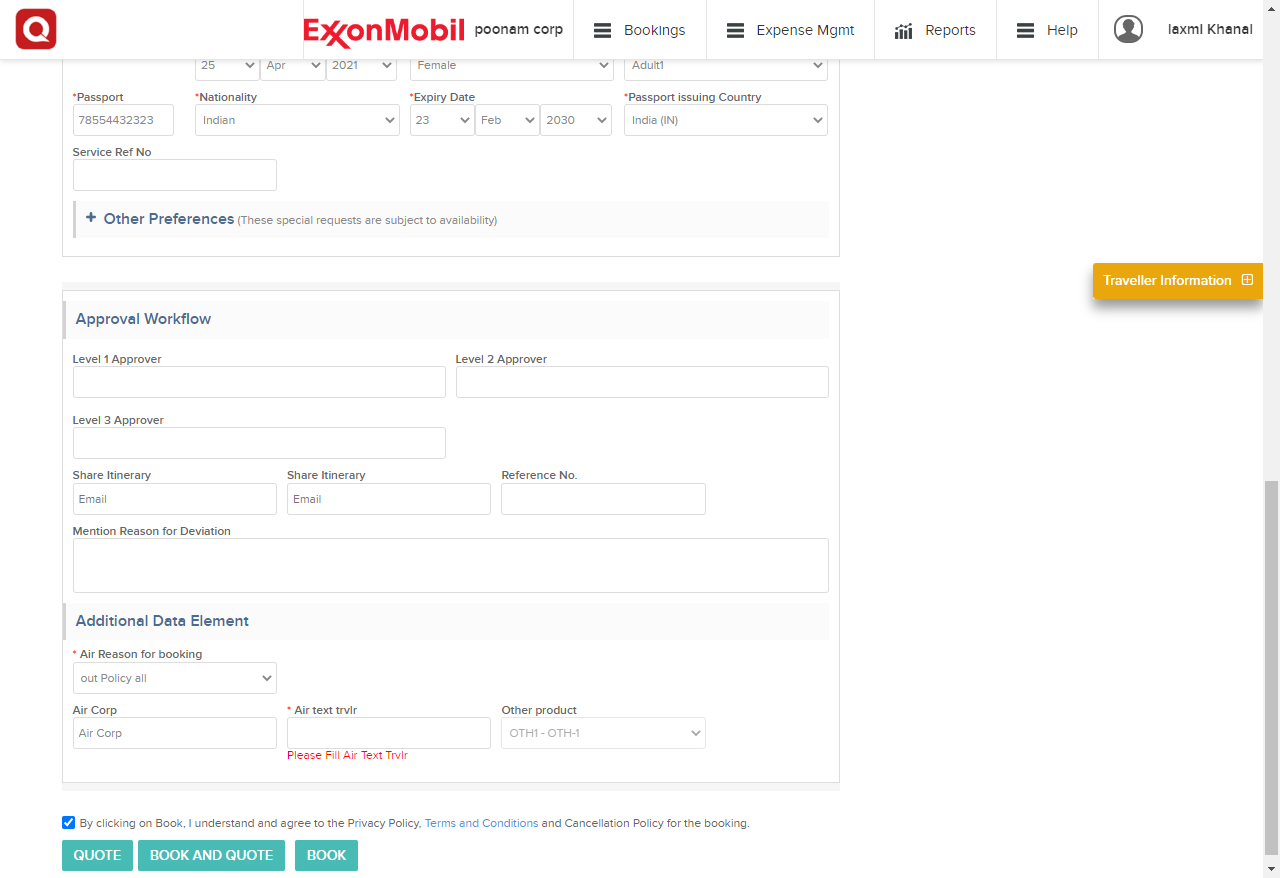 Q ExxonMobil poonam corp Bookings Expense Mgmt Reports Help laxmi Khanal
25 Apr 2021 Female Adult1
*Passport *Nationality *Expiry Date *Passport issuing Country
78554432323 Indian 23 Feb 2030 India (IN)
Service Ref No
+ Other Preferences (These special requests are subject to availability)
Traveller Information
Approval Workflow
Level 1 Approver Level 2 Approver
Level 3 Approver
Share Itinerary Share Itinerary Reference No.
Email Email
Mention Reason for Deviation
Additional Data Element
* Air Reason for booking
out Policy all
Air Corp * Air text trvlr Other product
Air Corp OTH1 - OTH-1
Please Fill Air Text Trvlr
By clicking on Book, I understand and agree to the Privacy Policy, Terms and Conditions and Cancellation Policy for the booking.
QUOTE BOOK AND QUOTE BOOK